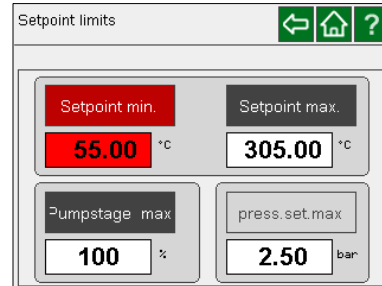 Setpoint limits ?
Setpoint min. Setpoint max.
55.00 °C 305.00 °C
Pumpstage max press.set.max
100 % 2.50 bar